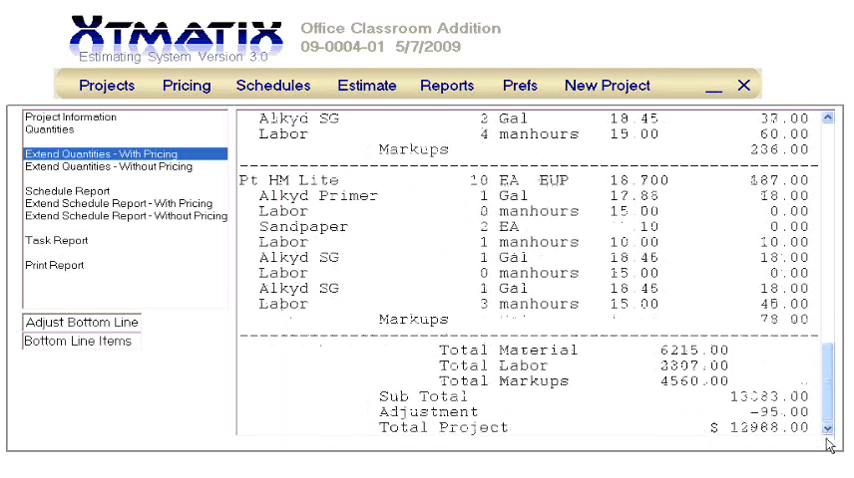 XTMATIX
Estimating System Version 3.0
Office Classroom Addition
09-0004-01 5/7/2009
Projects Pricing Schedules Estimate Reports Prefs New Project
Project Information
Quantities
Extend Quantities - With Pricing
Extend Quantities - Without Pricing
Schedule Report
Extend Schedule Report - With Pricing
Extend Schedule Report - Without Pricing
Task Report
Print Report
Adjust Bottom Line
Bottom Line Items
Alkyd SG 2 Gal 18.45 37.00
Labor 4 manhours 15.00 60.00
Markups 236.00
Pt HM Lite 10 EA EUP 18.700 187.00
Alkyd Primer 1 Gal 17.85 18.00
Labor 0 manhours 15.00 0.00
Sandpaper 2 EA .10 0.00
Labor 1 manhours 10.00 10.00
Alkyd SG 1 Gal 18.45 18.00
Labor 0 manhours 15.00 0.00
Alkyd SG 1 Gal 18.45 18.00
Labor 3 manhours 15.00 45.00
Markups 78.00
Total Material 6215.00
Total Labor 2307.00
Total Markups 4560.00
Sub Total 13083.00
Adjustment -95.00
Total Project $ 12988.00